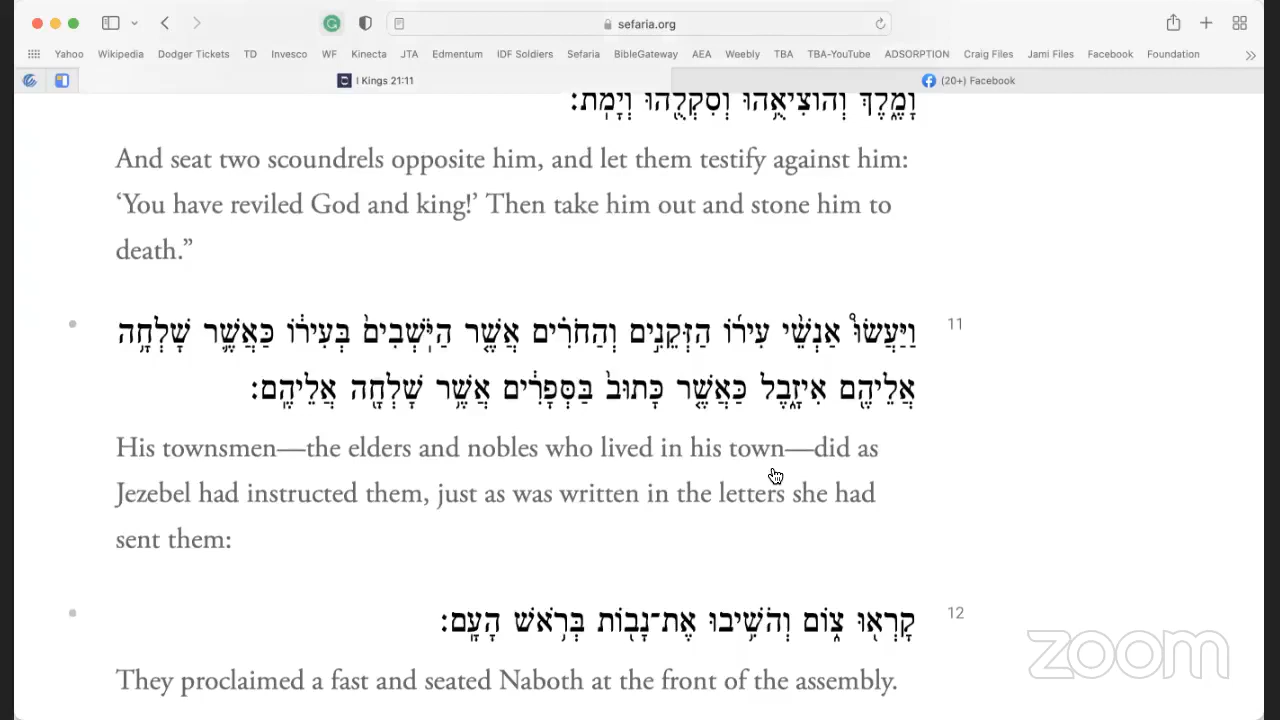 sefaria.org
Yahoo Wikipedia Dodger Tickets TD Invesco WF Kinecta JTA Edmentum IDF Soldiers Sefaria BibleGateway AEA Weebly TBA TBA-YouTube ADSORPTION Craig Files Jami Files Facebook Foundation
I Kings 21:11 (20+) Facebook
וָמֶ֑לֶךְ וְהוֹצִיאֻ֥הוּ וְסִקְלֻ֖הוּ וְיָמֹֽת׃
And seat two scoundrels opposite him, and let them testify against him:
‘You have reviled God and king!’ Then take him out and stone him to
death.”
11
וַיַּעֲשׂוּ֩ אַנְשֵׁ֨י עִיר֜וֹ הַזְּקֵנִ֣ים וְהַחֹרִ֗ים אֲשֶׁ֤ר הַיֹּֽשְׁבִים֙ בְּעִיר֔וֹ כַּאֲשֶׁ֛ר שָׁלְחָ֥ה
אֲלֵיהֶ֖ם אִיזָ֑בֶל כַּאֲשֶׁ֤ר כָּתוּב֙ בַּסְּפָרִ֔ים אֲשֶׁ֥ר שָׁלְחָ֖ה אֲלֵיהֶֽם׃
His townsmen—the elders and nobles who lived in his town—did as
Jezebel had instructed them, just as was written in the letters she had
sent them:
12
קָרְא֖וּ צ֑וֹם וְהֹשִׁ֥יבוּ אֶת־נָב֖וֹת בְּרֹ֥אשׁ הָעָֽם׃
They proclaimed a fast and seated Naboth at the front of the assembly.
zoom